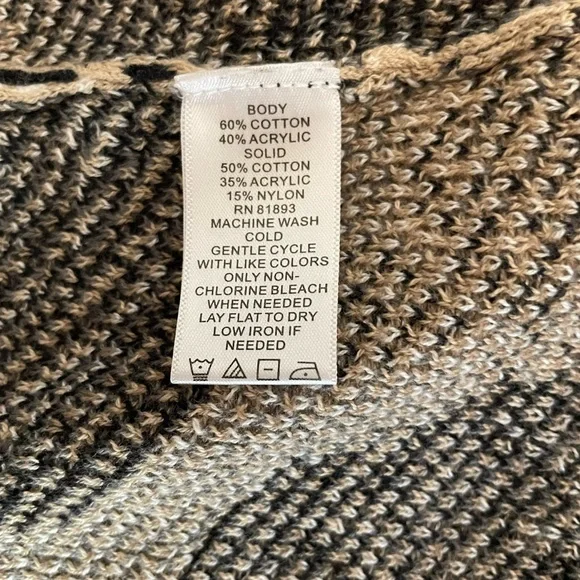 BODY
60% COTTON
40% ACRYLIC
SOLID
50% COTTON
35% ACRYLIC
15% NYLON
RN 81893
MACHINE WASH
COLD
GENTLE CYCLE
WITH LIKE COLORS
ONLY NON-
CHLORINE BLEACH
WHEN NEEDED
LAY FLAT TO DRY
LOW IRON IF
NEEDED